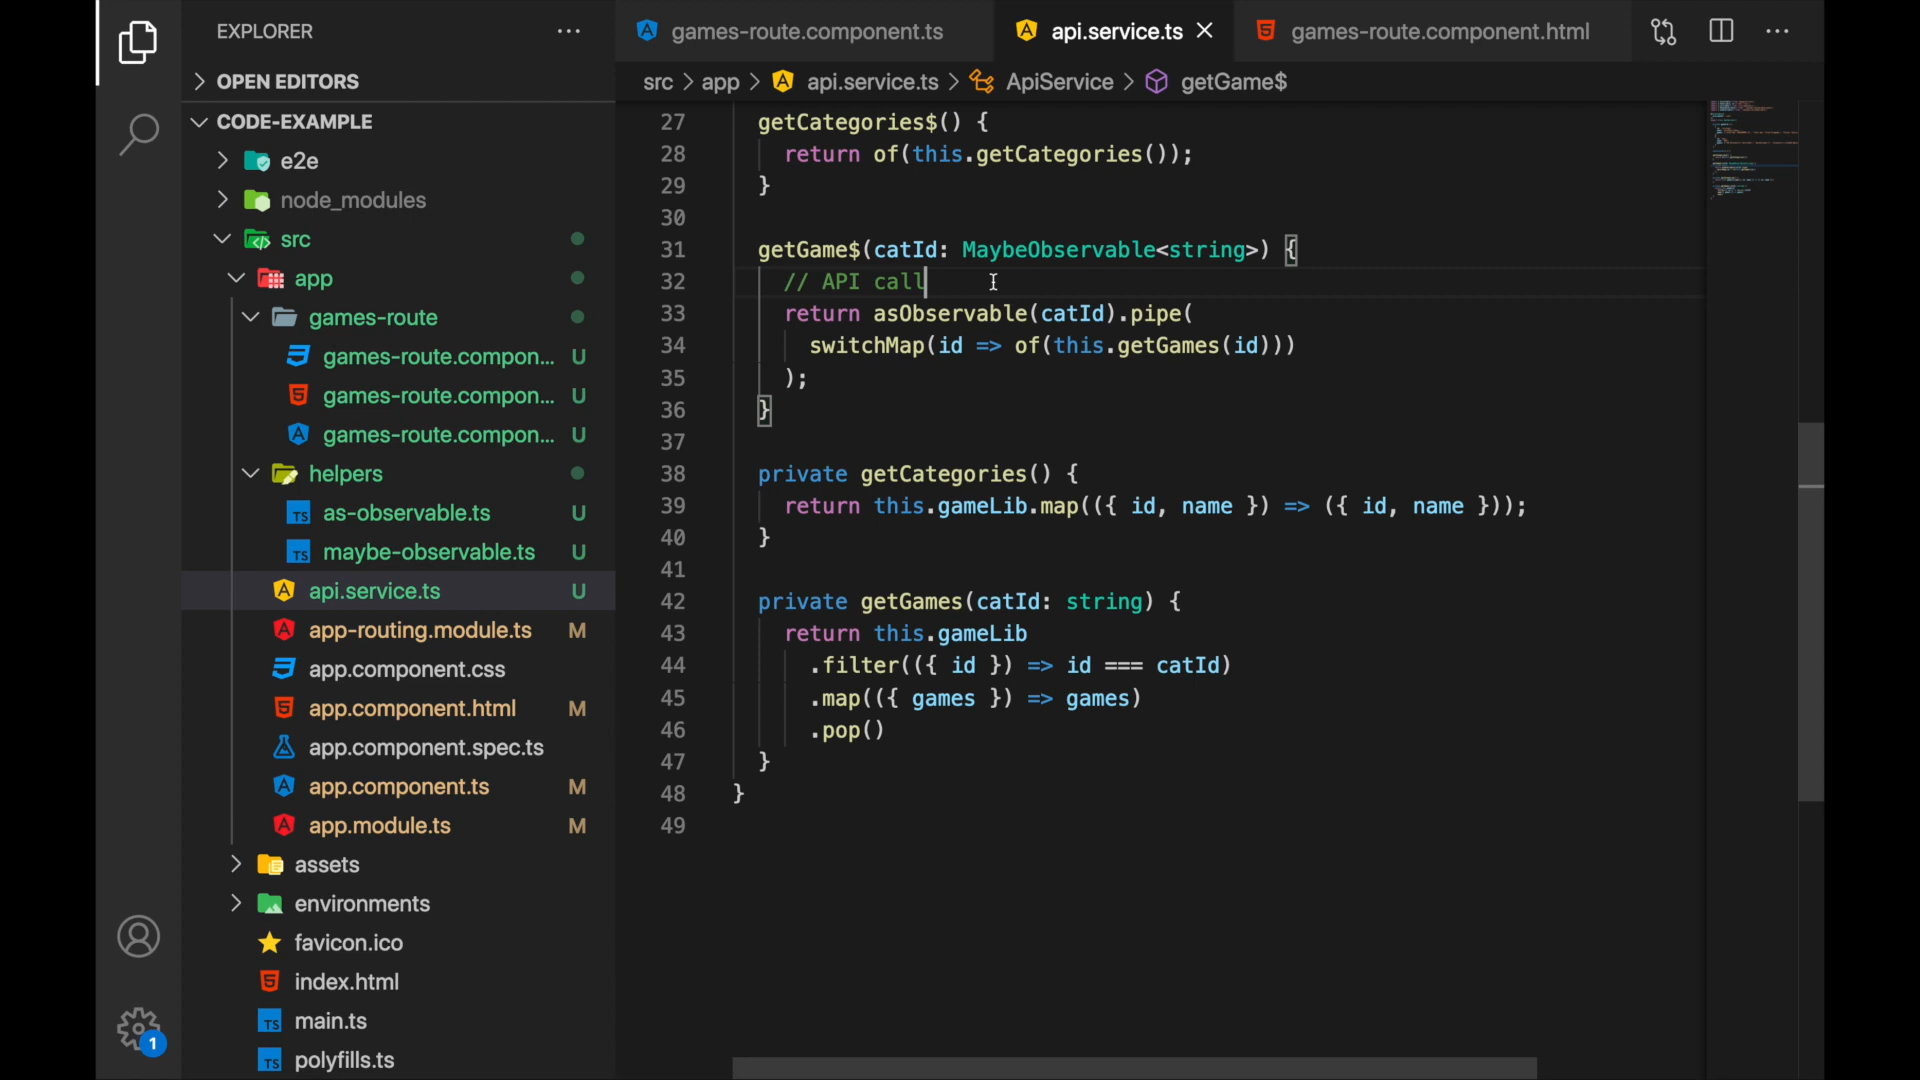 EXPLORER
OPEN EDITORS
CODE-EXAMPLE
e2e
node_modules
src
app
games-route
games-route.compon... U
games-route.compon... U
games-route.compon... U
helpers
as-observable.ts U
maybe-observable.ts U
api.service.ts U
app-routing.module.ts M
app.component.css
app.component.html M
app.component.spec.ts
app.component.ts M
app.module.ts M
assets
environments
favicon.ico
index.html
main.ts
polyfills.ts
1
games-route.component.ts
api.service.ts
games-route.component.html
src > app > api.service.ts > ApiService > getGame$
27 getCategories$() {
28 return of(this.getCategories());
29 }
30
31 getGame$(catId: MaybeObservable<string>) {
32 // API call
33 return asObservable(catId).pipe(
34 switchMap(id => of(this.getGames(id)))
35 );
36 }
37
38 private getCategories() {
39 return this.gameLib.map(({ id, name }) => ({ id, name }));
40 }
41
42 private getGames(catId: string) {
43 return this.gameLib
44 .filter(({ id }) => id === catId)
45 .map(({ games }) => games)
46 .pop()
47 }
48 }
49